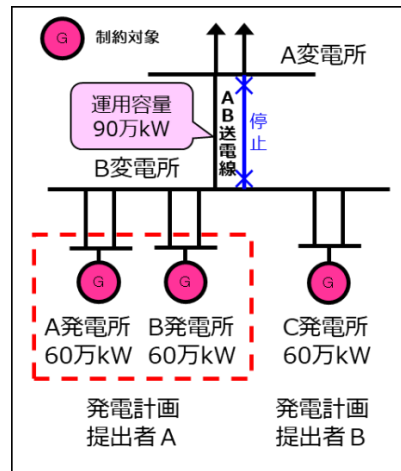 G 制約対象
A変電所
運用容量
90万kW
AB送電線
停止
B変電所
G G G
A発電所 B発電所 C発電所
60万kW 60万kW 60万kW
発電計画 発電計画
提出者A 提出者B